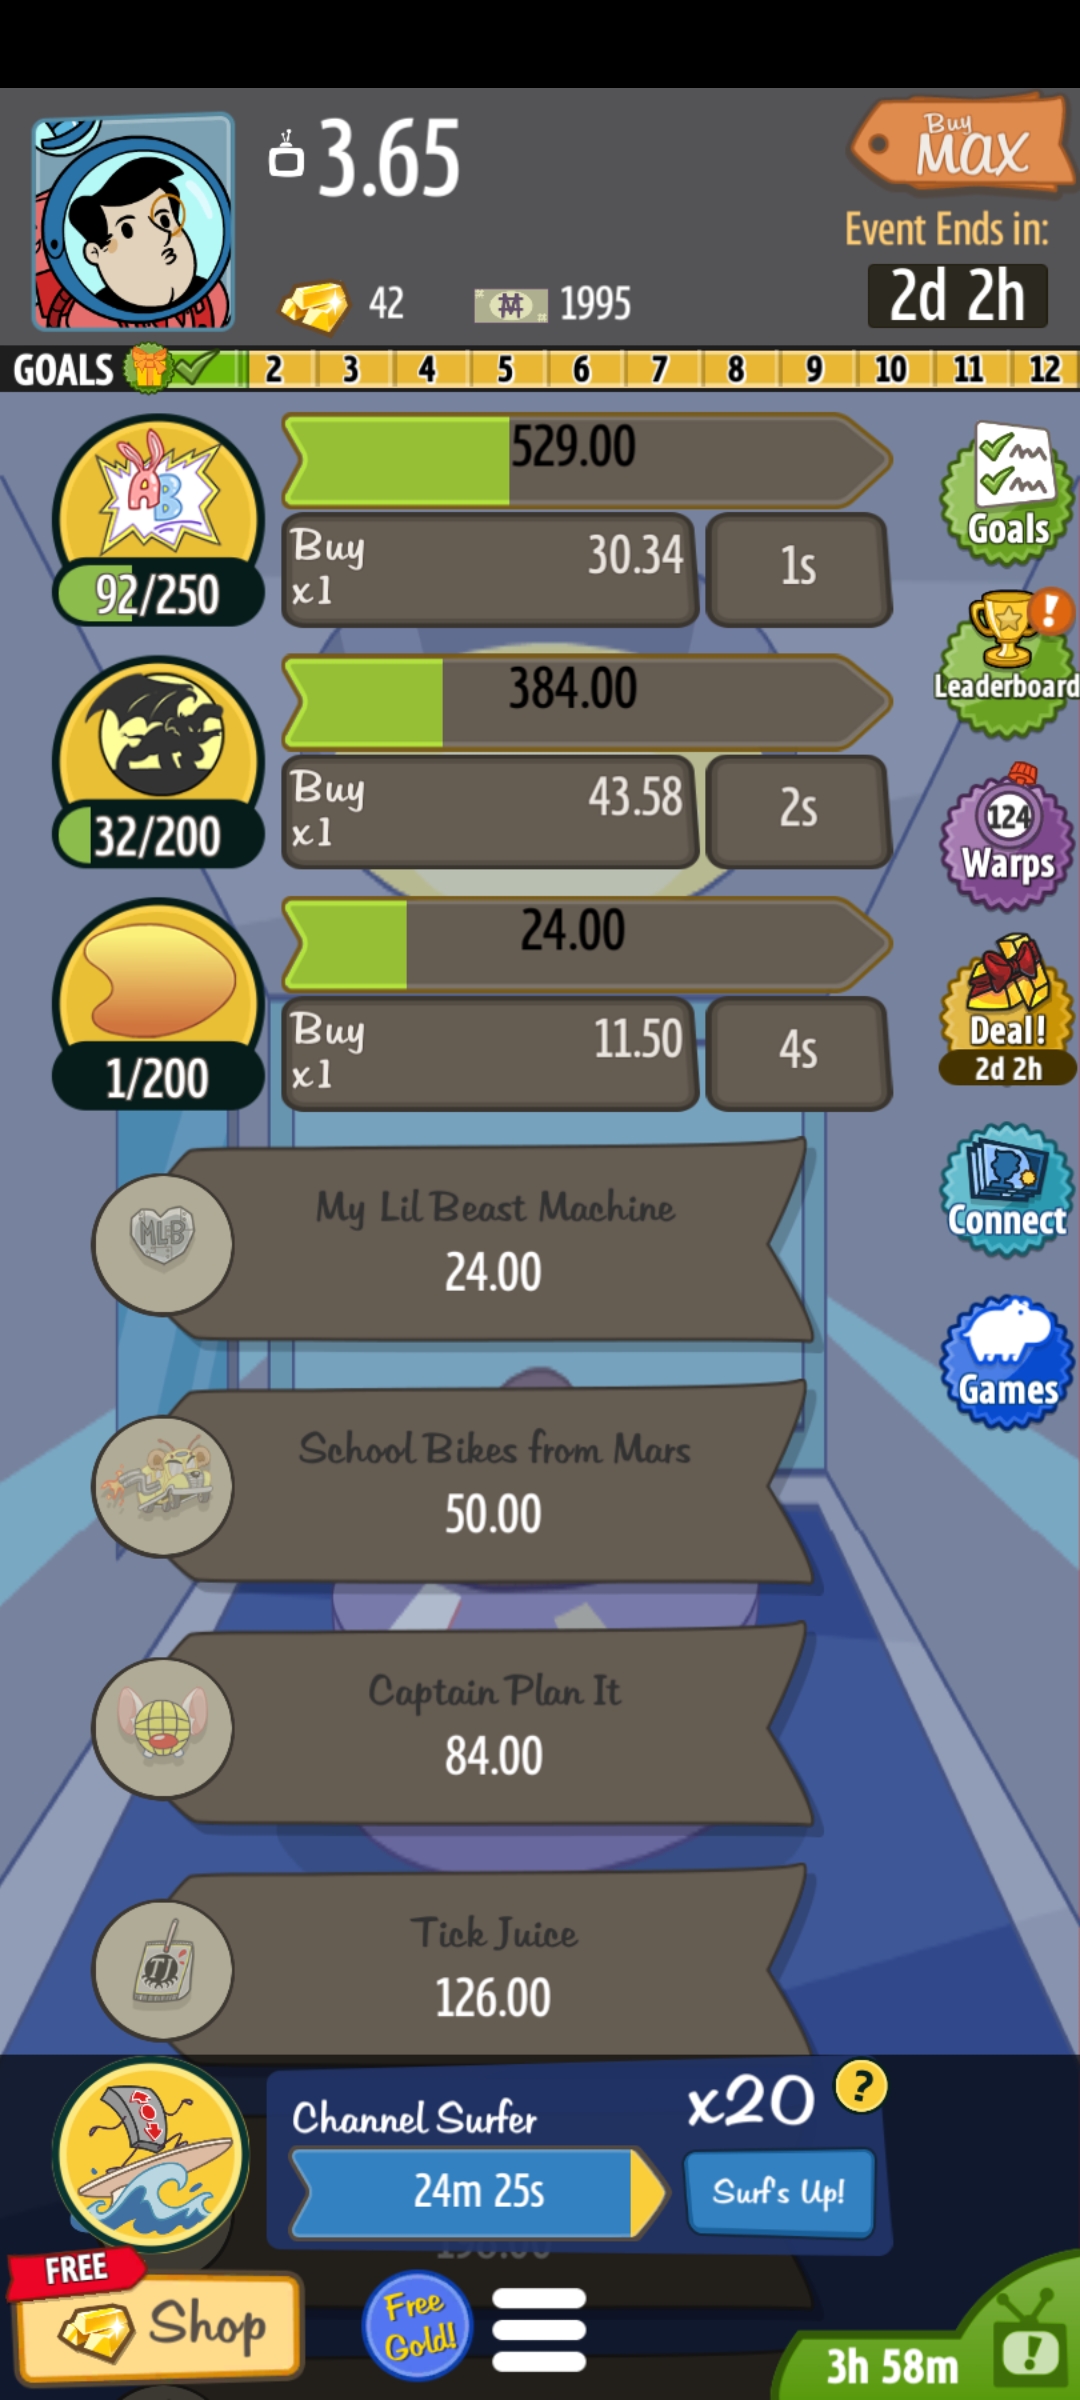 3.65
Buy
MAX
Event Ends in:
42
1995
2d 2h
GOALS 2 3 4 5 6 7 8 9 10 11 12
529.00
AB
92/250
Buy
x1
30.34
1s
Goals
384.00
32/200
Buy
x1
43.58
2s
Leaderboard
124
Warps
24.00
1/200
Buy
x1
11.50
4s
Deal!
2d 2h
MLB
My Lil Beast Machine
24.00
Connect
School Bikes from Mars
50.00
Games
Captain Plan It
84.00
TJ
Tick Juice
126.00
Channel Surfer
x20
?
24m 25s
Surf's Up!
FREE
Shop
Free
Gold!
3h 58m